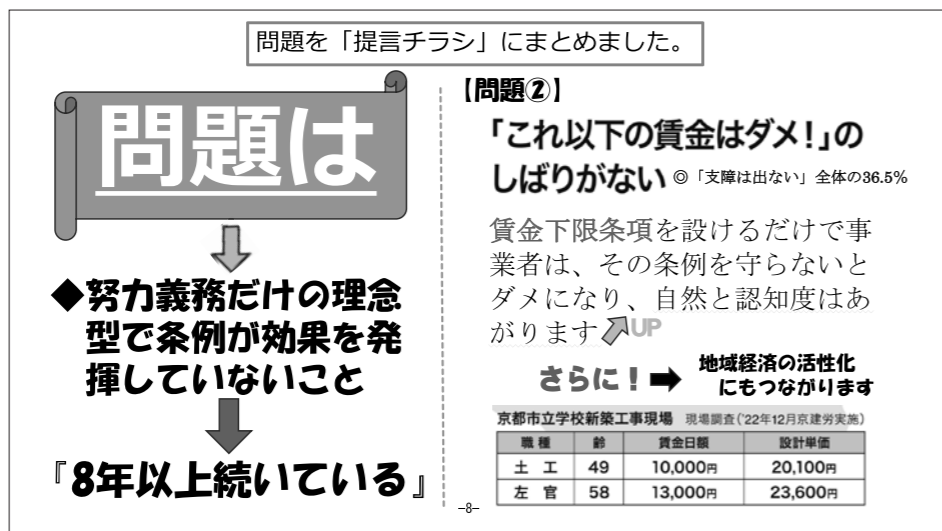 問題を「提言チラシ」にまとめました。
問題は
◆努力義務だけの理念
型で条例が効果を発
揮していないこと
『8年以上続いている』
【問題②】
「これ以下の賃金はダメ!」の
しばりがない ◎「支障は出ない」全体の36.5%
賃金下限条項を設けるだけで事
業者は、その条例を守らないと
ダメになり、自然と認知度はあ
がります UP
さらに!➡ 地域経済の活性化
にもつながります
京都市立学校新築工事現場 現場調査('22年12月京建労実施)
職種 齢 賃金日額 設計単価
土工 49 10,000円 20,100円
左官 58 13,000円 23,600円
-8-